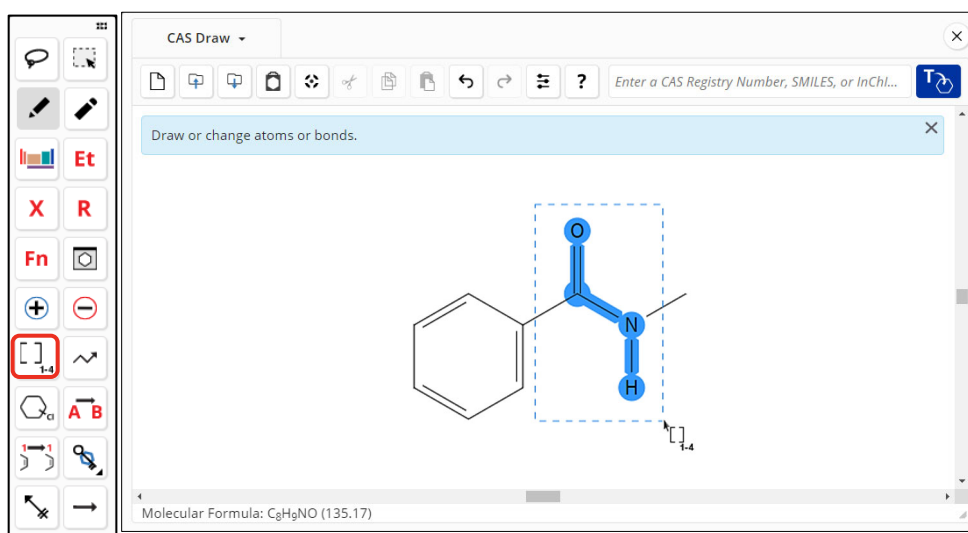 Et
X R
Fn
[ ] 1-4
Cl A B
1 1
CAS Draw
?
Enter a CAS Registry Number, SMILES, or InChI...
T
Draw or change atoms or bonds.
O
N
H
[ ] 1-4
Molecular Formula: C₈H₉NO (135.17)